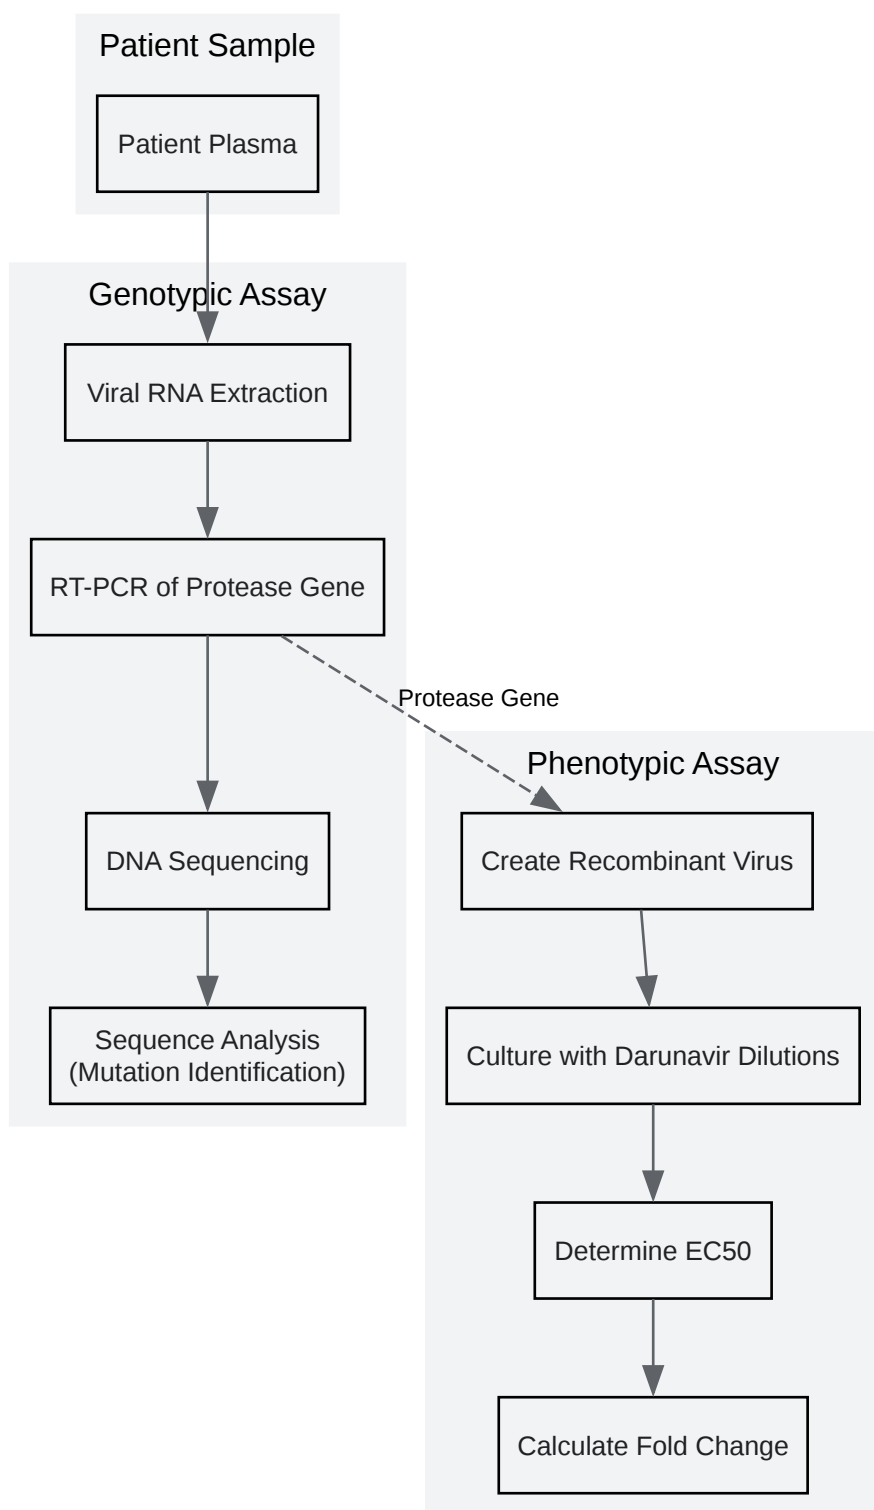 Patient Sample
Patient Plasma
Genotypic Assay
Viral RNA Extraction
RT-PCR of Protease Gene
Protease Gene
DNA Sequencing
Sequence Analysis
(Mutation Identification)
Phenotypic Assay
Create Recombinant Virus
Culture with Darunavir Dilutions
Determine EC50
Calculate Fold Change